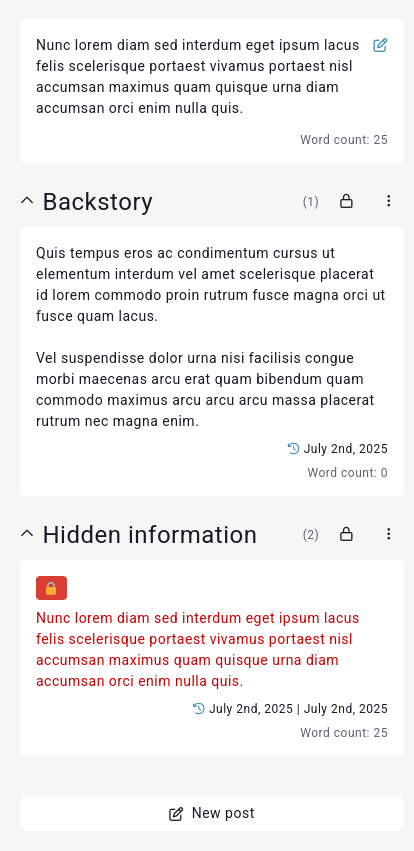 Nunc lorem diam sed interdum eget ipsum lacus
felis scelerisque portaest vivamus portaest nisl
accumsan maximus quam quisque urna diam
accumsan orci enim nulla quis.
Word count: 25
Backstory (1)
Quis tempus eros ac condimentum cursus ut
elementum interdum vel amet scelerisque placerat
id lorem commodo proin rutrum fusce magna orci ut
fusce quam lacus.
Vel suspendisse dolor urna nisi facilisis congue
morbi maecenas arcu erat quam bibendum quam
commodo maximus arcu arcu arcu massa placerat
rutrum nec magna enim.
July 2nd, 2025
Word count: 0
Hidden information (2)
Nunc lorem diam sed interdum eget ipsum lacus
felis scelerisque portaest vivamus portaest nisl
accumsan maximus quam quisque urna diam
accumsan orci enim nulla quis.
July 2nd, 2025 | July 2nd, 2025
Word count: 25
New post